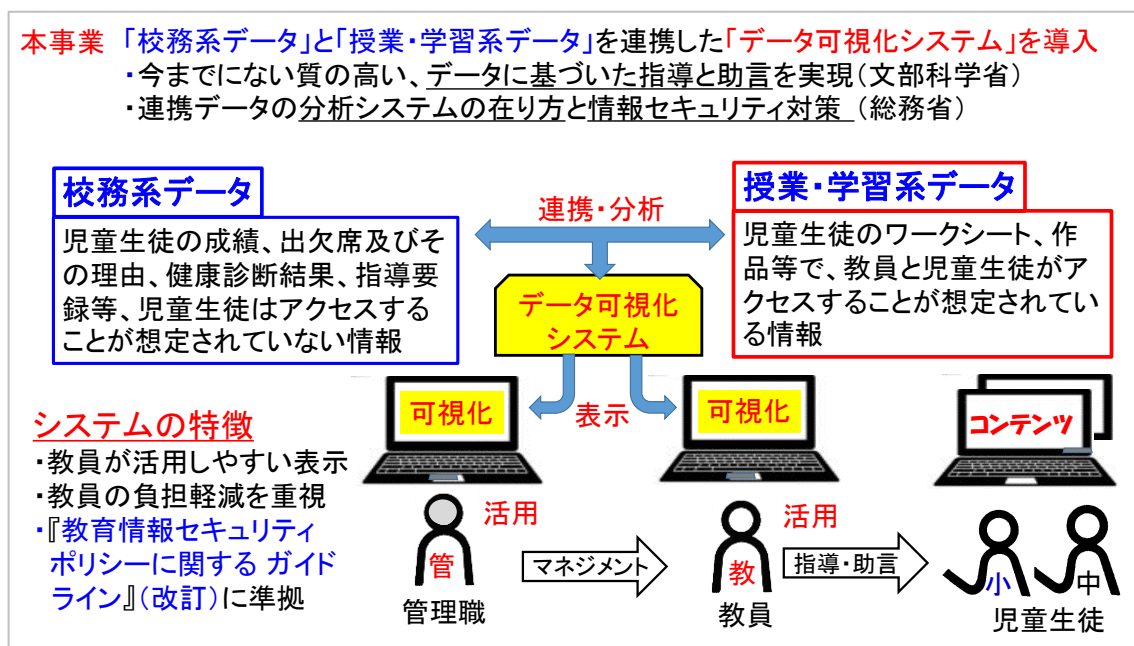 本事業 「校務系データ」と「授業・学習系データ」を連携した「データ可視化システム」を導入
・今までにない質の高い、データに基づいた指導と助言を実現（文部科学省）
・連携データの分析システムの在り方と情報セキュリティ対策 （総務省）
校務系データ
児童生徒の成績、出欠席及びそ
の理由、健康診断結果、指導要
録等、児童生徒はアクセスする
ことが想定されていない情報
連携・分析
データ可視化
システム
授業・学習系データ
児童生徒のワークシート、作
品等で、教員と児童生徒がア
クセスすることが想定されてい
る情報
可視化
表示
可視化
コンテンツ
システムの特徴
・教員が活用しやすい表示
・教員の負担軽減を重視
・『教育情報セキュリティ
ポリシーに関する ガイド
ライン』（改訂）に準拠
活用
管
管理職
マネジメント
活用
教
教員
指導・助言
小
中
児童生徒